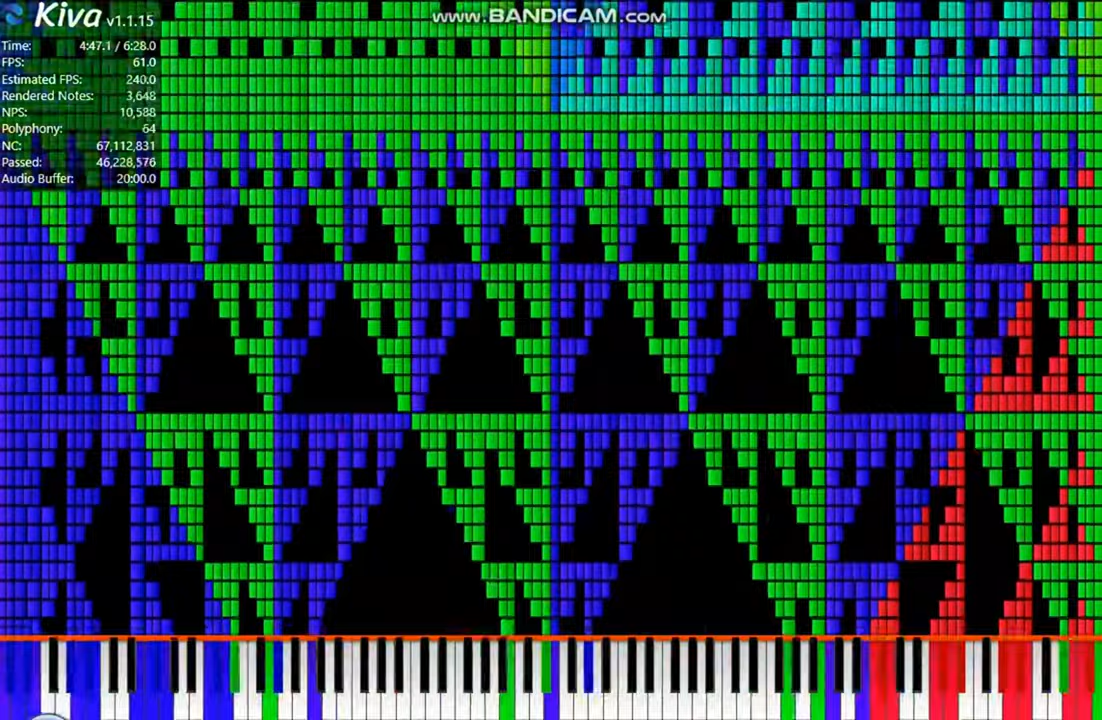 Kiva v1.1.15
www.BANDICAM.com
Time: 4:47.1 / 6:28.0
FPS: 61.0
Estimated FPS: 240.0
Rendered Notes: 3,648
NPS: 10,588
Polyphony: 64
NC: 67,112,831
Passed: 46,228,576
Audio Buffer: 20:00.0